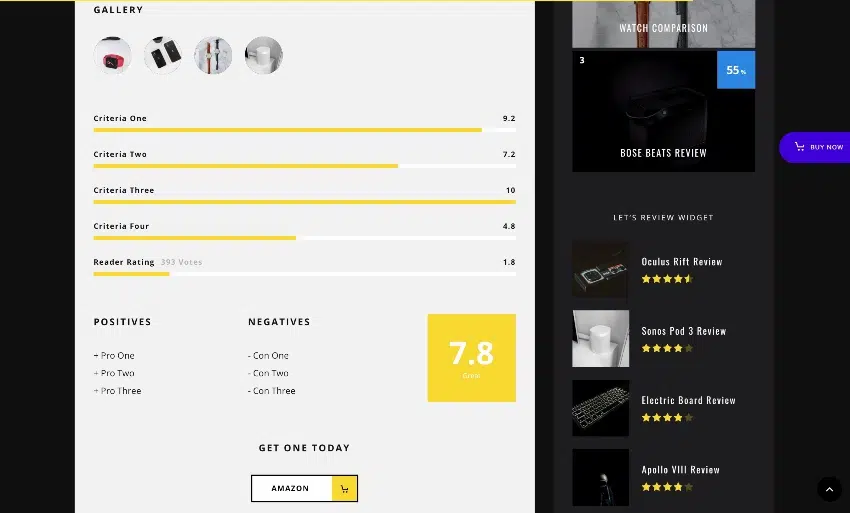 GALLERY
Criteria One 9.2
Criteria Two 7.2
Criteria Three 10
Criteria Four 4.8
Reader Rating 393 Votes 1.8
POSITIVES
+ Pro One
+ Pro Two
+ Pro Three
NEGATIVES
- Con One
- Con Two
- Con Three
7.8
Great
GET ONE TODAY
AMAZON
WATCH COMPARISON
3
55%
BOSE BEATS REVIEW
LET'S REVIEW WIDGET
Oculus Rift Review
Sonos Pod 3 Review
Electric Board Review
Apollo VIII Review
BUY NOW